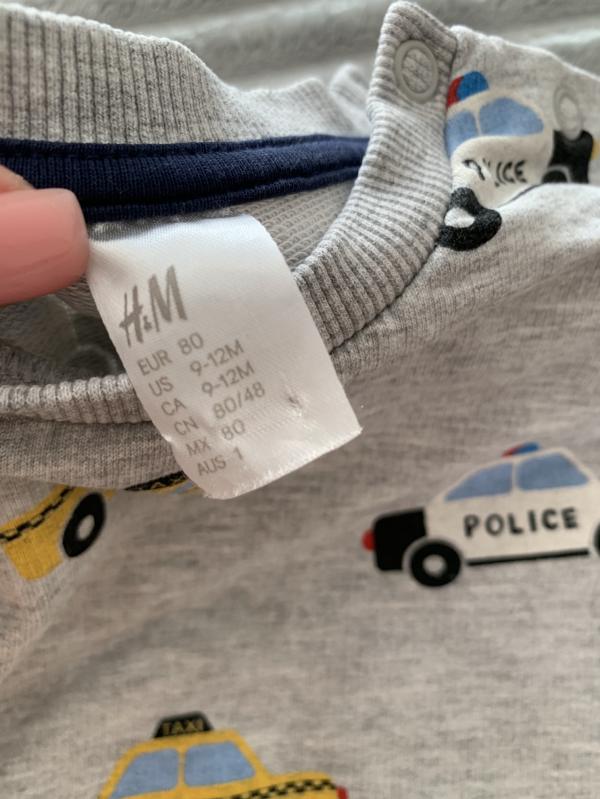 POLICE
H&M
EUR 80
US 9-12M
CA 9-12M
CN 80/48
MX 80
AUS 1
POLICE
TAXI